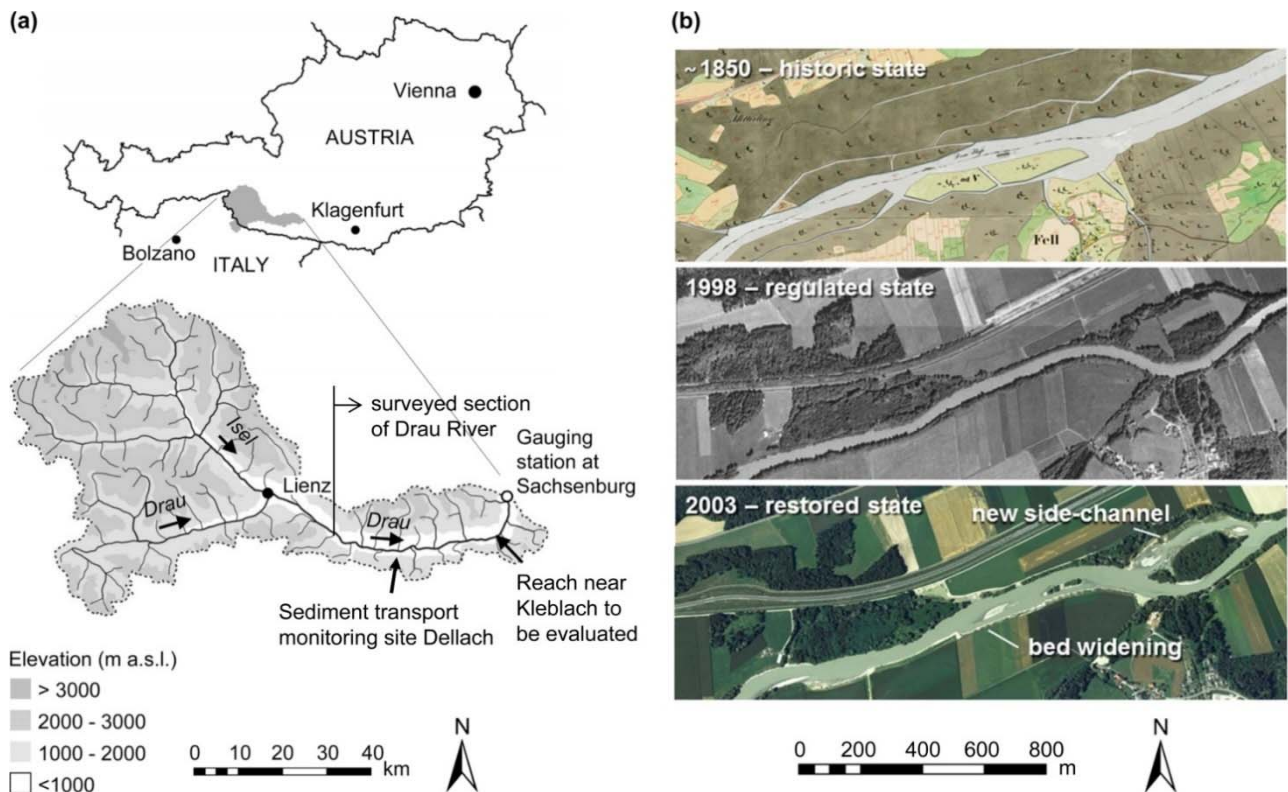 (a)
Vienna
AUSTRIA
Klagenfurt
Bolzano
ITALY
Isel
surveyed section
of Drau River
Gauging
station at
Sachsenburg
Lienz
Drau
Drau
Sediment transport
monitoring site Dellach
Reach near
Kleblach to
be evaluated
Elevation (m a.s.l.)
> 3000
2000 - 3000
1000 - 2000
<1000
0 10 20 30 40
km
N
(b)
~1850 – historic state
Fell
1998 – regulated state
2003 – restored state
new side-channel
bed widening
0 200 400 600 800
m
N